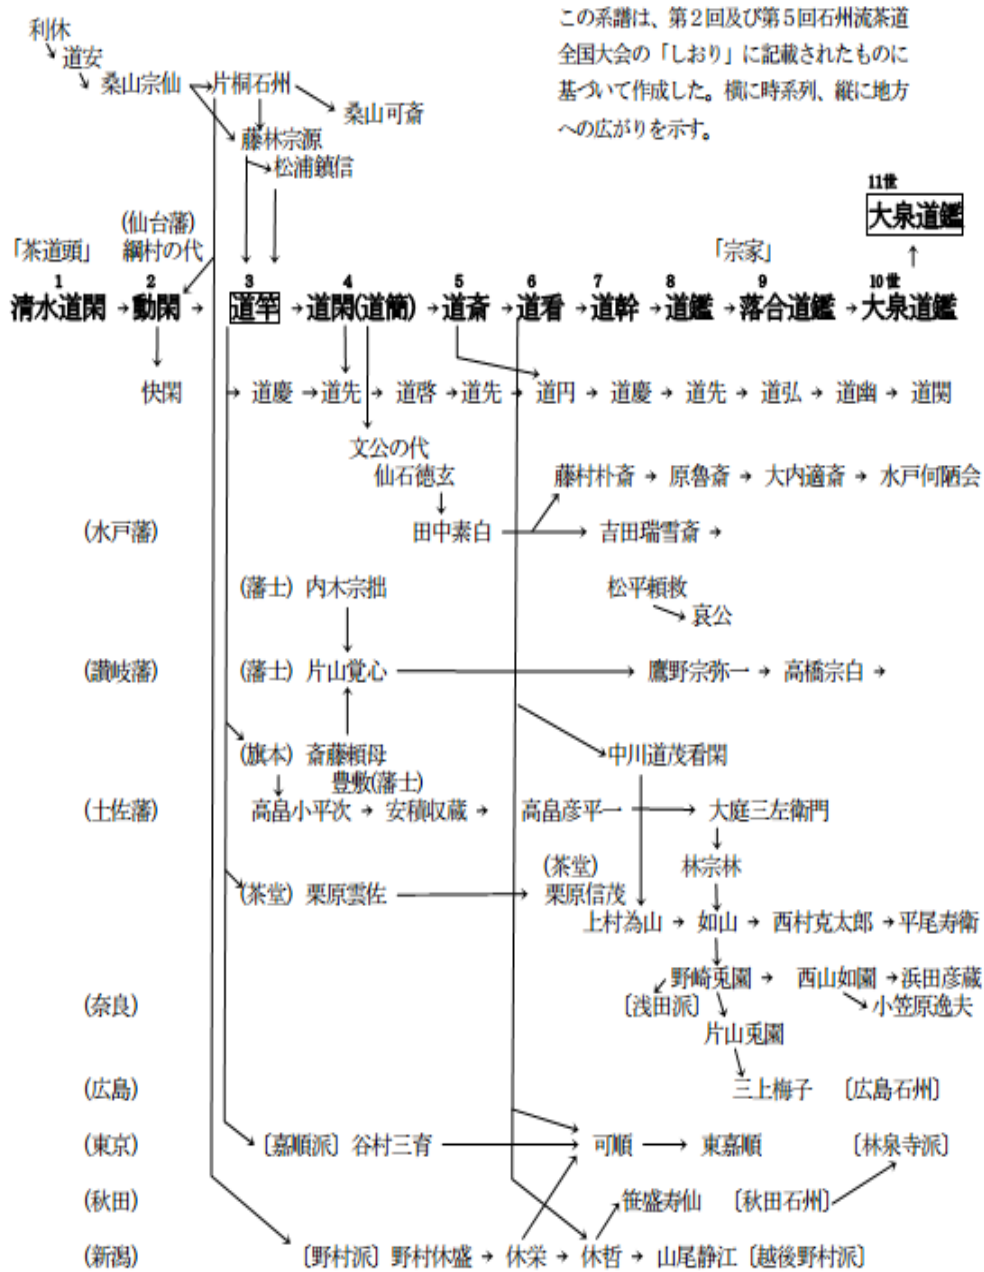 この系譜は、第２回及び第５回石州流茶道
全国大会の「しおり」に記載されたものに
基づいて作成した。横に時系列、縦に地方
への広がりを示す。
利休
道安
桑山宗仙 → 片桐石州
桑山可斎
藤林宗源
松浦鎮信
11世
大泉道鑑
(仙台藩)
「茶道頭」 綱村の代 「宗家」
1 2 3 4 5 6 7 8 9 10世
清水道閑 → 動閑 → 道竿 → 道閑(道簡) → 道斎 → 道看 → 道幹 → 道鑑 → 落合道鑑 → 大泉道鑑
快閑 → 道慶 → 道先 → 道啓 → 道先 → 道円 → 道慶 → 道先 → 道弘 → 道幽 → 道関
文公の代
仙石徳玄 藤村朴斎 → 原魯斎 → 大内適斎 → 水戸何陋会
(水戸藩) 田中素白 → 吉田瑞雪斎 →
(藩士) 内木宗拙 松平頼救
哀公
(讃岐藩) (藩士) 片山覚心 → 鷹野宗弥一 → 高橋宗白 →
(旗本) 斎藤頼母 中川道茂看閑
豊敷(藩士)
(土佐藩) 高畠小平次 → 安積収蔵 → 高畠彦平一 → 大庭三左衛門
(茶堂) 林宗林
(茶堂) 栗原雲佐 → 栗原信茂
上村為山 → 如山 → 西村克太郎 → 平尾寿衛
野崎兎園 → 西山如園 → 浜田彦蔵
(奈良) 〔浅田派〕 小笠原逸夫
片山兎園
(広島) 三上梅子 〔広島石州〕
(東京) 〔嘉順派〕 谷村三育 → 可順 → 東嘉順 〔林泉寺派〕
(秋田) 笹盛寿仙 〔秋田石州〕
(新潟) 〔野村派〕 野村休盛 → 休栄 → 休哲 → 山尾静江 〔越後野村派〕